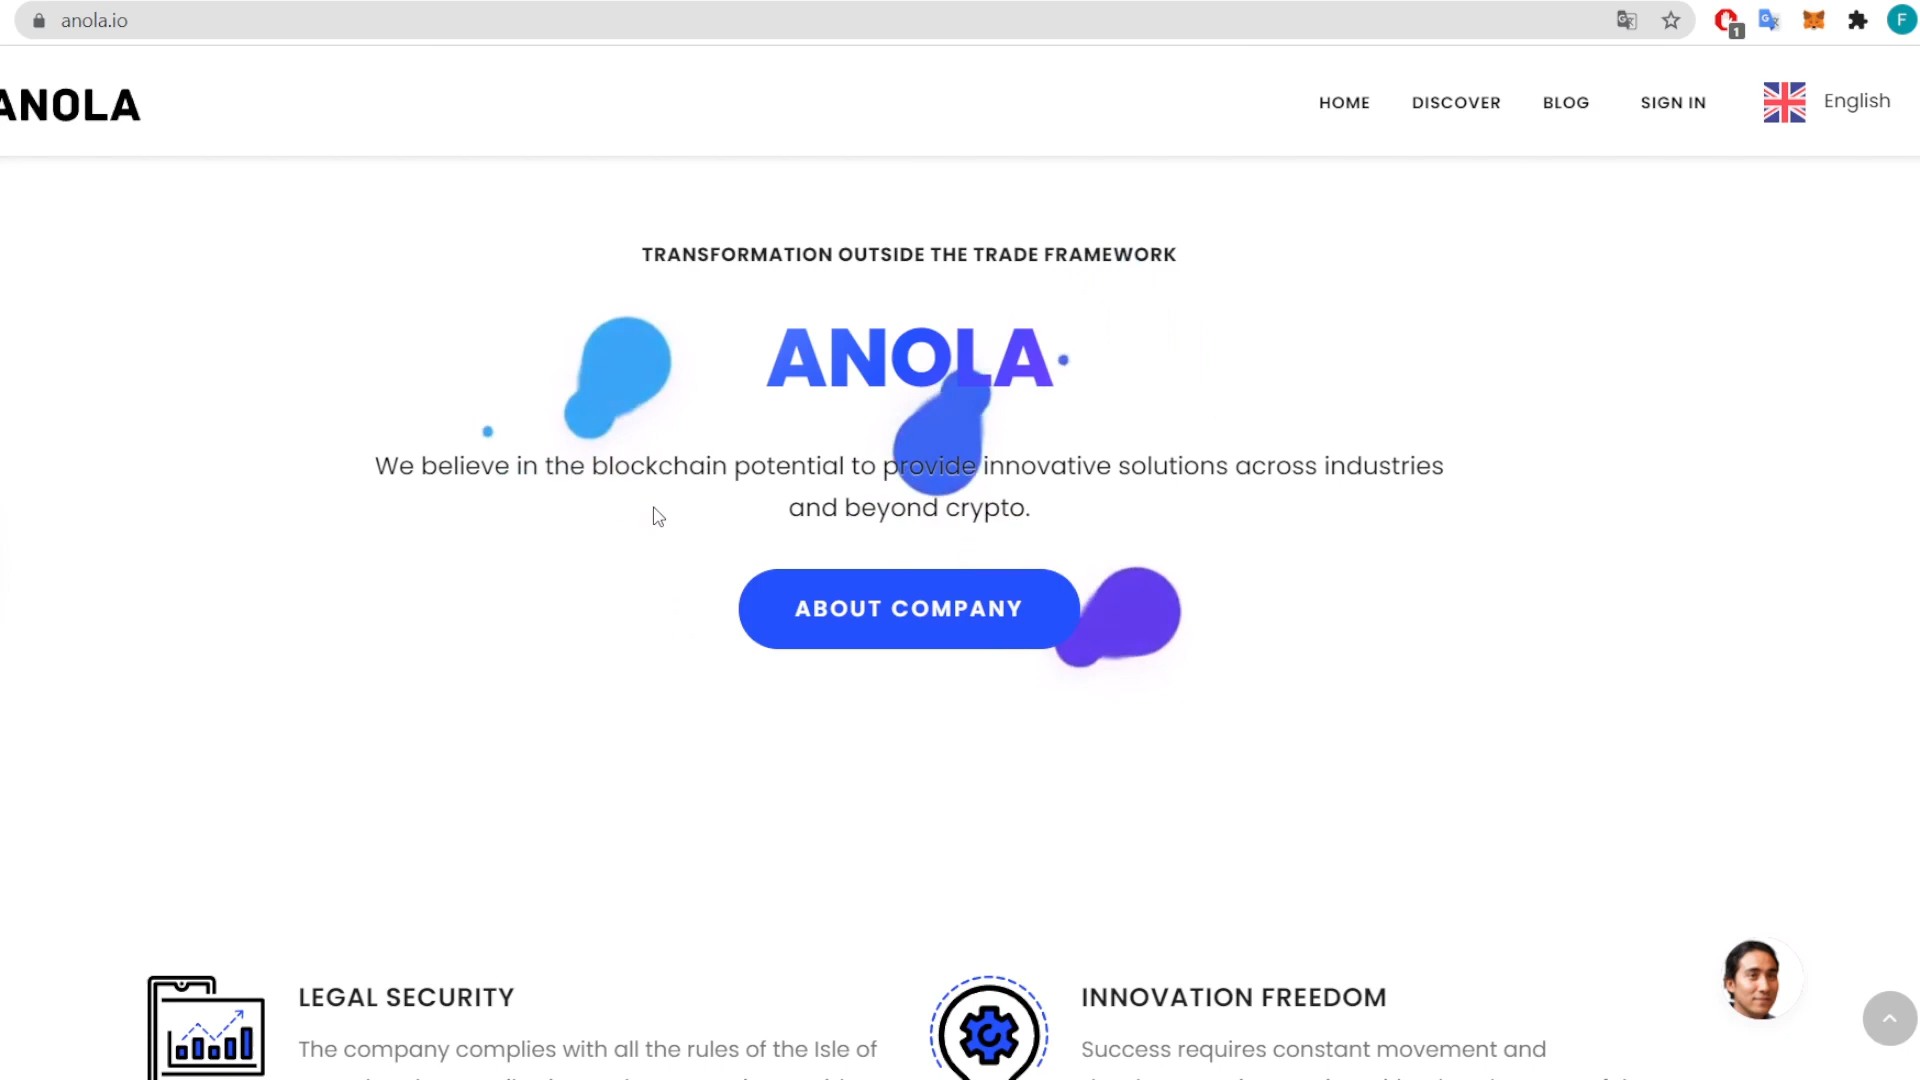 anola.io
1
F
ANOLA
HOME DISCOVER BLOG SIGN IN English
TRANSFORMATION OUTSIDE THE TRADE FRAMEWORK
ANOLA
We believe in the blockchain potential to provide innovative solutions across industries
and beyond crypto.
ABOUT COMPANY
LEGAL SECURITY
The company complies with all the rules of the Isle of
INNOVATION FREEDOM
Success requires constant movement and